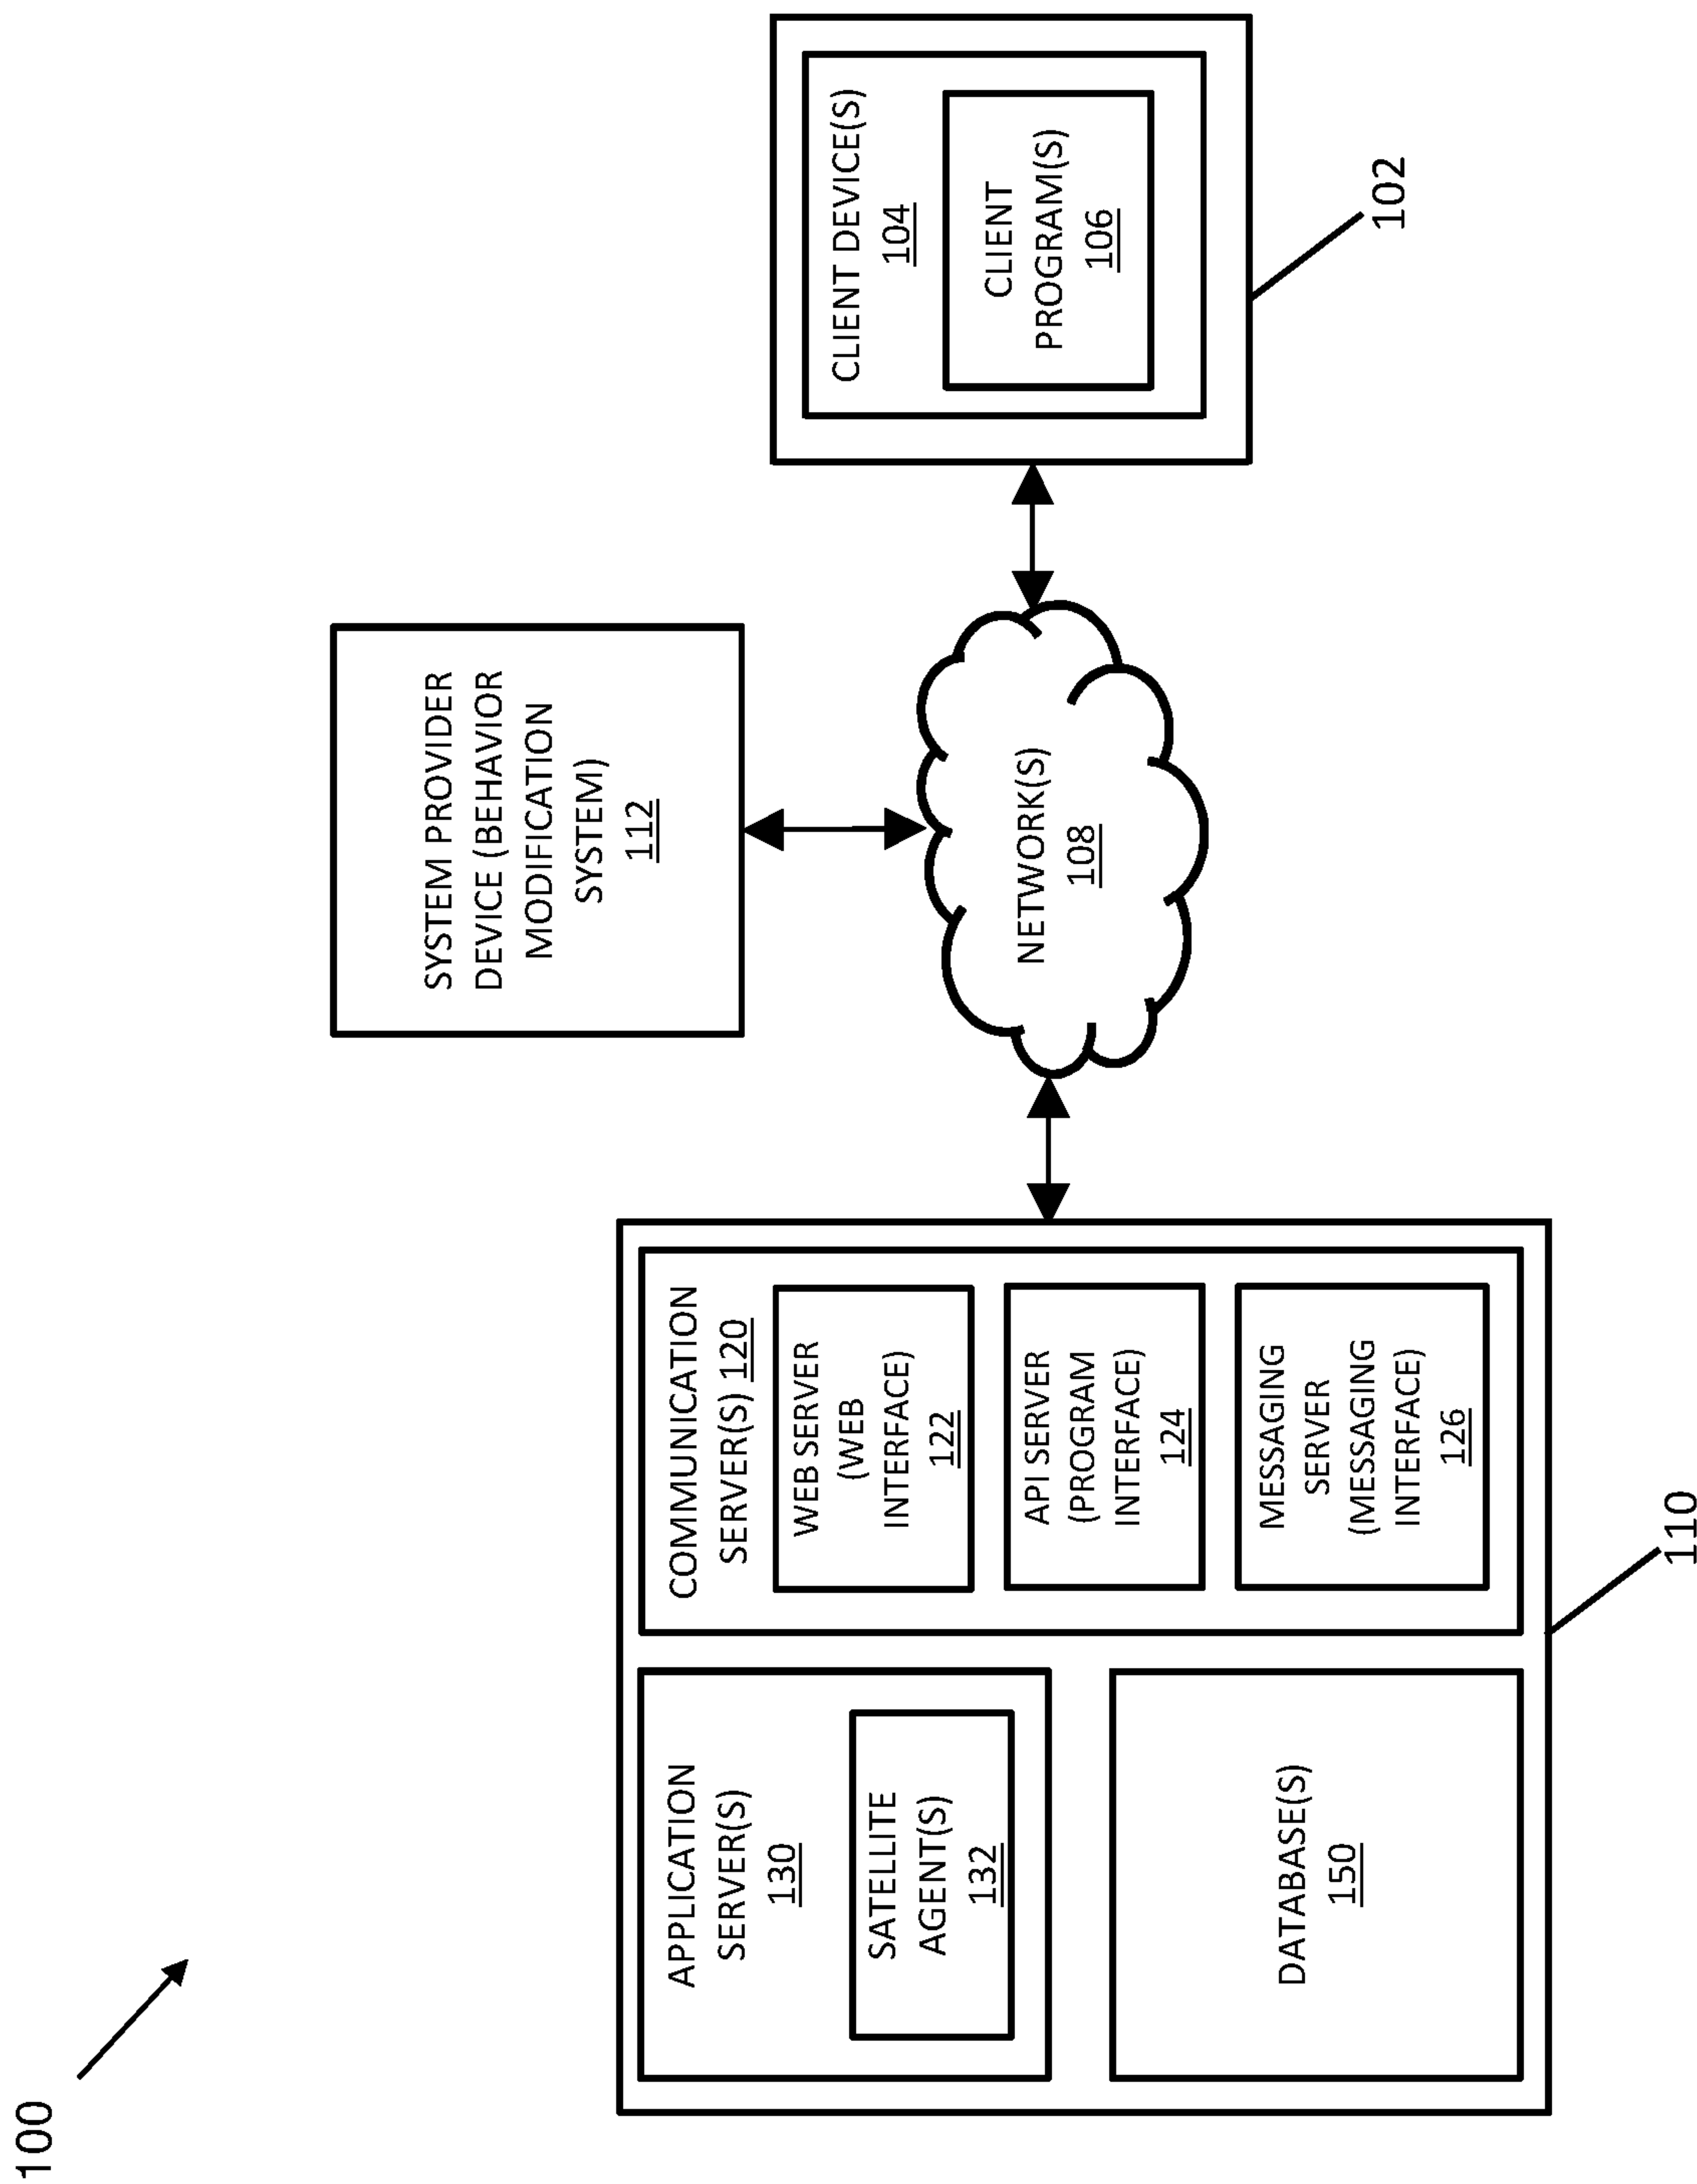 100
APPLICATION
SERVER(S)
130
SATELLITE
AGENT(S)
132
DATABASE(S)
150
COMMUNICATION
SERVER(S) 120
WEB SERVER
(WEB
INTERFACE)
122
API SERVER
(PROGRAM
INTERFACE)
124
MESSAGING
SERVER
(MESSAGING
INTERFACE)
126
110
SYSTEM PROVIDER
DEVICE (BEHAVIOR
MODIFICATION
SYSTEM)
112
NETWORK(S)
108
CLIENT DEVICE(S)
104
CLIENT
PROGRAM(S)
106
102